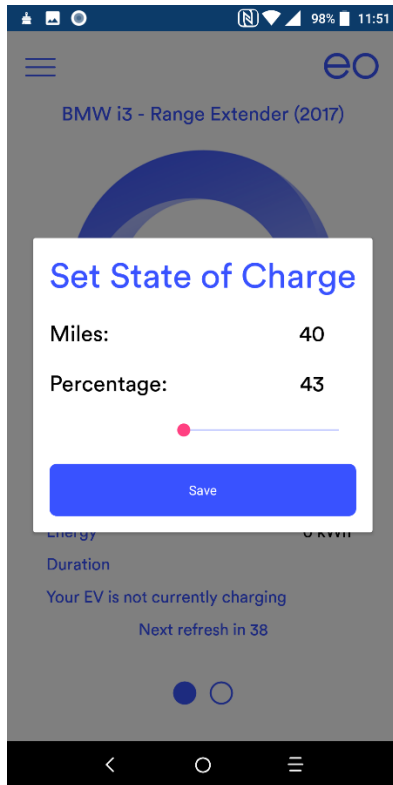 98% 11:51
eo
BMW i3 - Range Extender (2017)
Set State of Charge
Miles: 40
Percentage: 43
Save
Energy 0 kWh
Duration
Your EV is not currently charging
Next refresh in 38